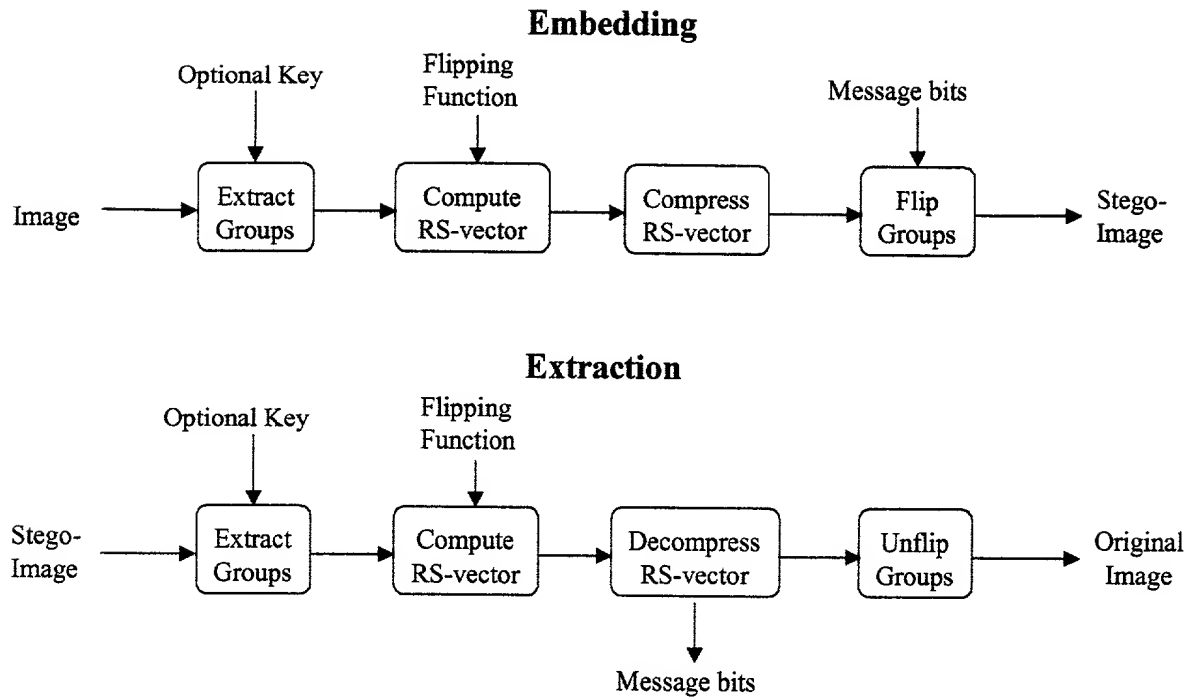 Embedding
Optional Key
Flipping
Function
Message bits
Image
Extract
Groups
Compute
RS-vector
Compress
RS-vector
Flip
Groups
Stego-
Image
Extraction
Optional Key
Flipping
Function
Stego-
Image
Extract
Groups
Compute
RS-vector
Decompress
RS-vector
Unflip
Groups
Original
Image
Message bits